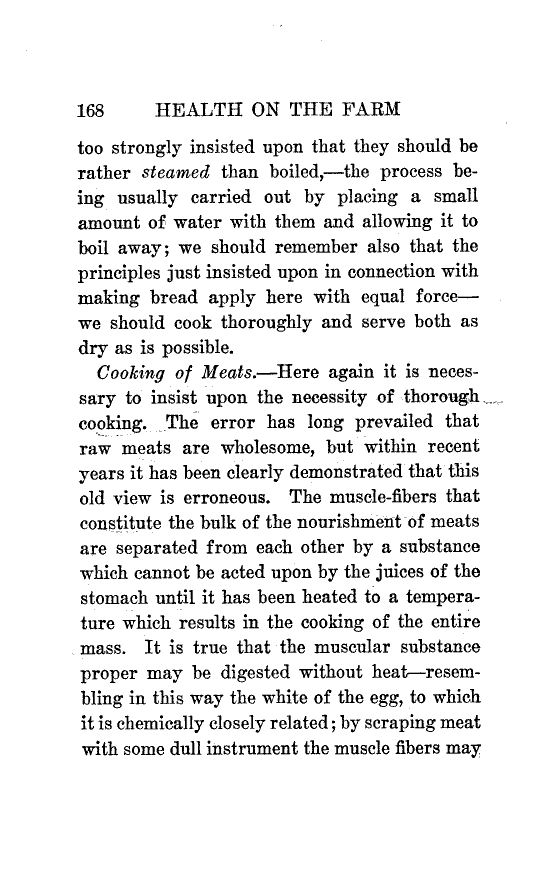 168 HEALTH ON THE FARM
too strongly insisted upon that they should be
rather steamed than boiled,—the process be-
ing usually carried out by placing a small
amount of water with them and allowing it to
boil away; we should remember also that the
principles just insisted upon in connection with
making bread apply here with equal force—
we should cook thoroughly and serve both as
dry as is possible.
Cooking of Meats.—Here again it is neces-
sary to insist upon the necessity of thorough
cooking. The error has long prevailed that
raw meats are wholesome, but within recent
years it has been clearly demonstrated that this
old view is erroneous. The muscle-fibers that
constitute the bulk of the nourishment of meats
are separated from each other by a substance
which cannot be acted upon by the juices of the
stomach until it has been heated to a tempera-
ture which results in the cooking of the entire
mass. It is true that the muscular substance
proper may be digested without heat—resem-
bling in this way the white of the egg, to which
it is chemically closely related; by scraping meat
with some dull instrument the muscle fibers may